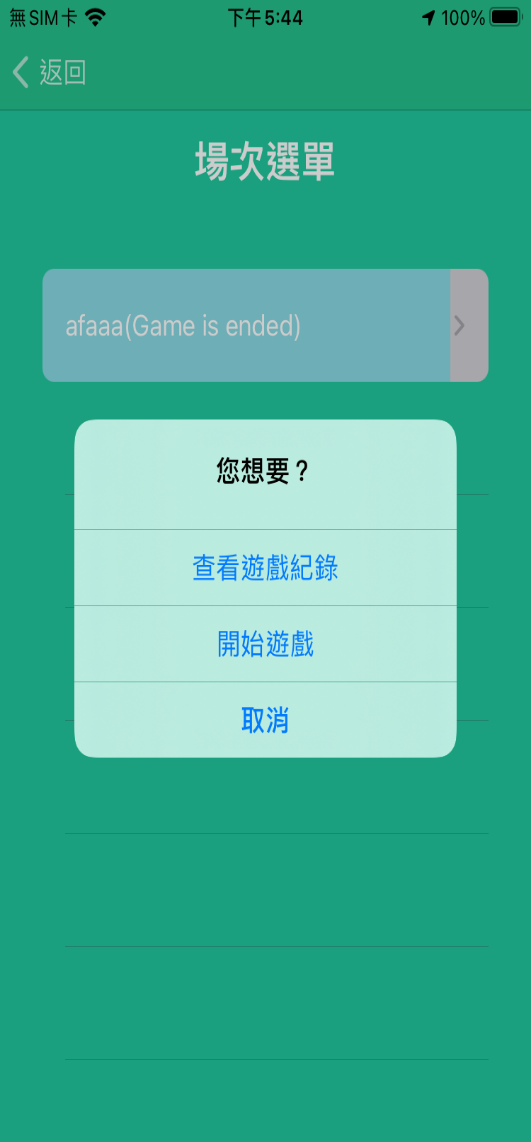 無SIM卡 下午5:44 100%
返回
場次選單
afaaa(Game is ended)
您想要？
查看遊戲紀錄
開始遊戲
取消